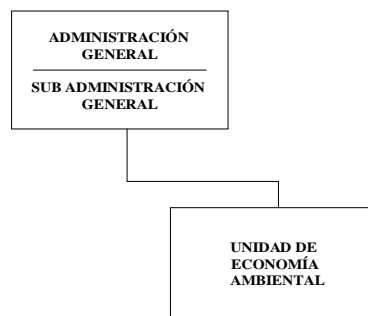 ADMINISTRACIÓN
GENERAL
SUB ADMINISTRACIÓN
GENERAL
UNIDAD DE
ECONOMÍA
AMBIENTAL